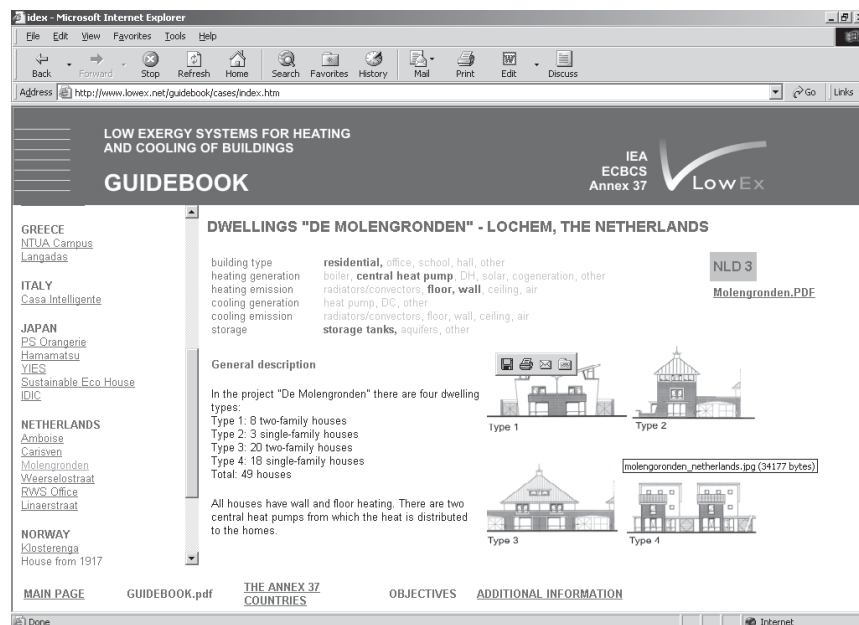 idex - Microsoft Internet Explorer
File Edit View Favorites Tools Help
Back Forward Stop Refresh Home Search Favorites History Mail Print Edit Discuss
Address http://www.lowex.net/guidebook/cases/index.htm Go Links
LOW EXERGY SYSTEMS FOR HEATING
AND COOLING OF BUILDINGS
GUIDEBOOK
IEA
ECBCS
Annex 37
LowEx
GREECE
NTUA Campus
Langadas
ITALY
Casa Intelligente
JAPAN
PS Orangerie
Hamamatsu
YIES
Sustainable Eco House
IDIC
NETHERLANDS
Amboise
Carisven
Molengronden
Weerselostraat
RWS Office
Linaerstraat
NORWAY
Klosterenga
House from 1917
DWELLINGS "DE MOLENGRONDEN" - LOCHEM, THE NETHERLANDS
building type residential, office, school, hall, other
heating generation boiler, central heat pump, DH, solar, cogeneration, other
heating emission radiators/convectors, floor, wall, ceiling, air
cooling generation heat pump, DC, other
cooling emission radiators/convectors, floor, wall, ceiling, air
storage storage tanks, aquifers, other
NLD 3
Molengronden.PDF
General description
In the project "De Molengronden" there are four dwelling
types:
Type 1: 8 two-family houses
Type 2: 3 single-family houses
Type 3: 20 two-family houses
Type 4: 18 single-family houses
Total: 49 houses
All houses have wall and floor heating. There are two
central heat pumps from which the heat is distributed
to the homes.
Type 1
Type 2
molengoronden_netherlands.jpg (34177 bytes)
Type 3
Type 4
MAIN PAGE GUIDEBOOK.pdf THE ANNEX 37
COUNTRIES OBJECTIVES ADDITIONAL INFORMATION
Done Internet